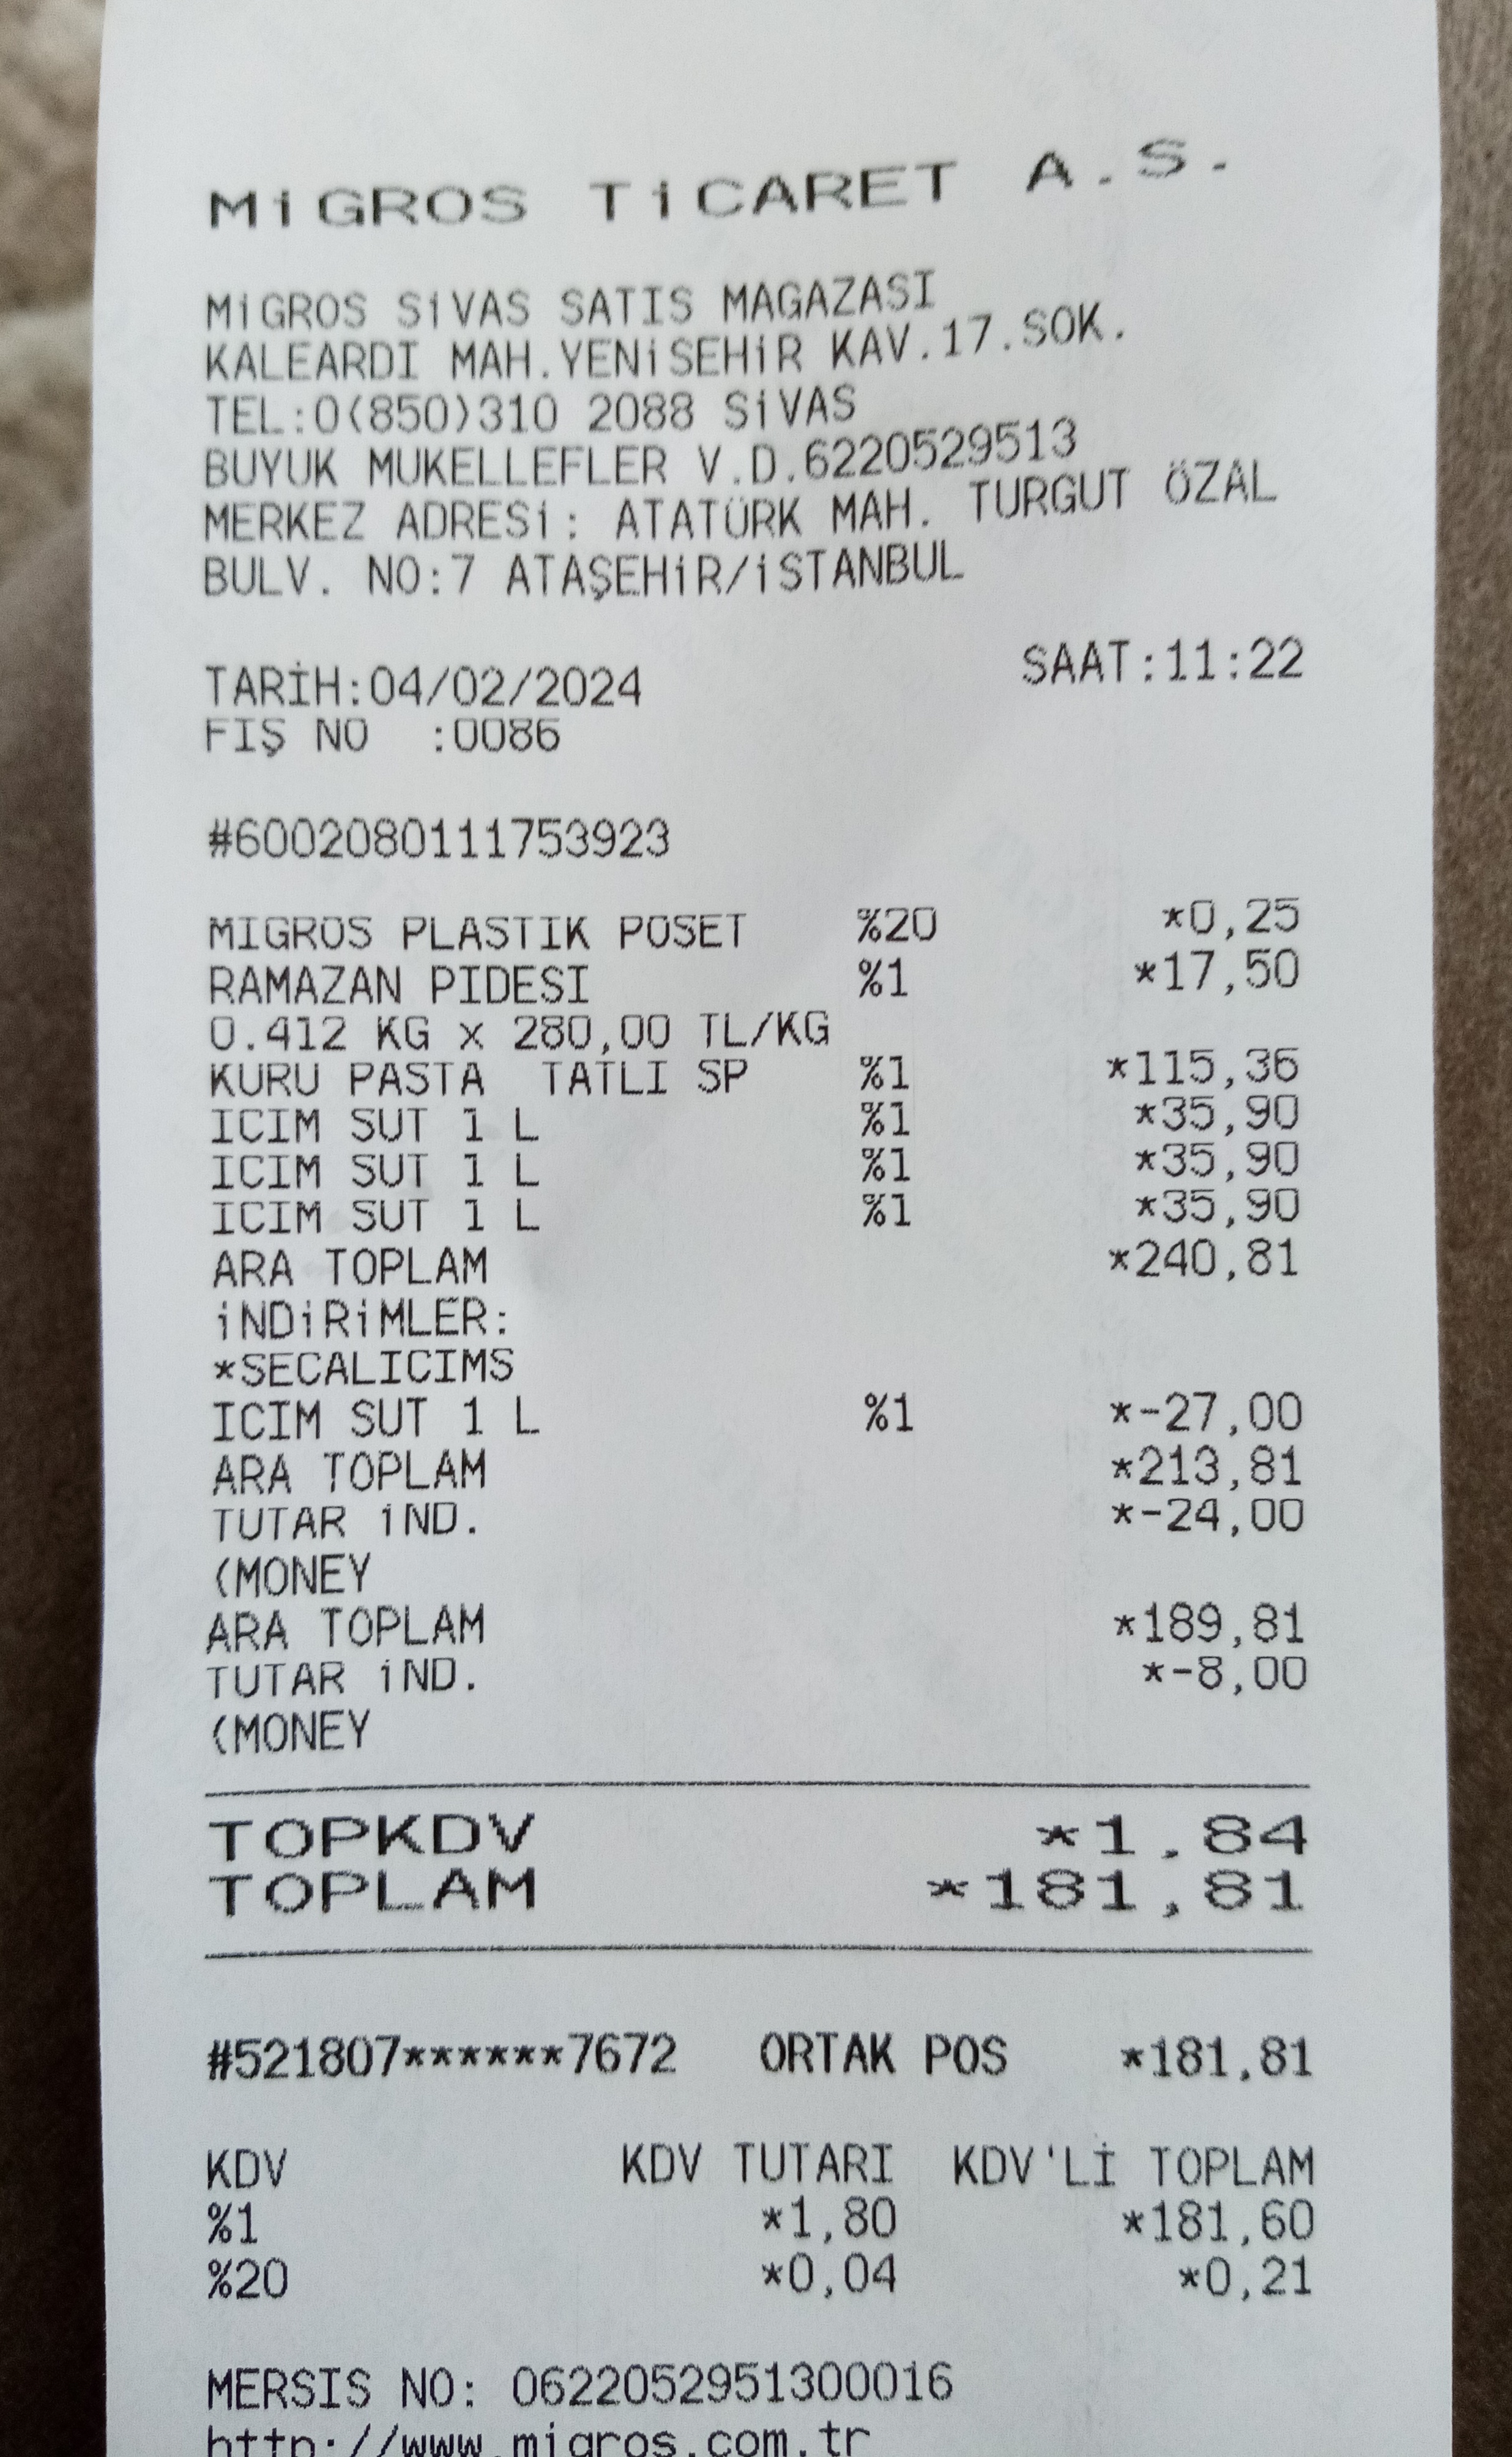 MiGROS TiCARET A.S.
MiGROS SiVAS SATIS MAGAZASI
KALEARDI MAH.YENiSEHiR KAV.17.SOK.
TEL:0(850)310 2088 SiVAS
BUYUK MUKELLEFLER V.D.6220529513
MERKEZ ADRESi: ATATÜRK MAH. TURGUT ÖZAL
BULV. NO:7 ATAŞEHiR/iSTANBUL
TARİH:04/02/2024 SAAT:11:22
FIŞ NO :0086
#6002080111753923
MIGROS PLASTIK POSET %20 *0,25
RAMAZAN PIDESI %1 *17,50
0.412 KG x 280,00 TL/KG
KURU PASTA TATLI SP %1 *115,36
ICIM SUT 1 L %1 *35,90
ICIM SUT 1 L %1 *35,90
ICIM SUT 1 L %1 *35,90
ARA TOPLAM *240,81
iNDiRiMLER:
*SECALICIMS
ICIM SUT 1 L %1 *-27,00
ARA TOPLAM *213,81
TUTAR iND. *-24,00
(MONEY
ARA TOPLAM *189,81
TUTAR iND. *-8,00
(MONEY
TOPKDV *1.84
TOPLAM *181,81
#521807******7672 ORTAK POS *181,81
KDV KDV TUTARI KDV'Lİ TOPLAM
%1 *1,80 *181,60
%20 *0,04 *0,21
MERSIS NO: 0622052951300016
http://www.migros.com.tr